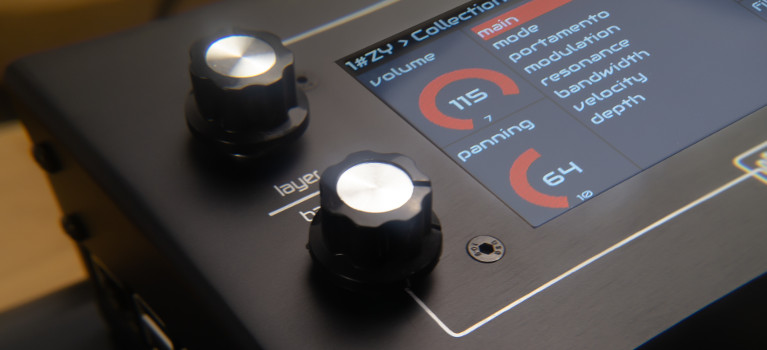 1#ZY > Collection
volume
115
7
panning
64
10
main
mode
portamento
modulation
resonance
bandwidth
velocity
depth
layer